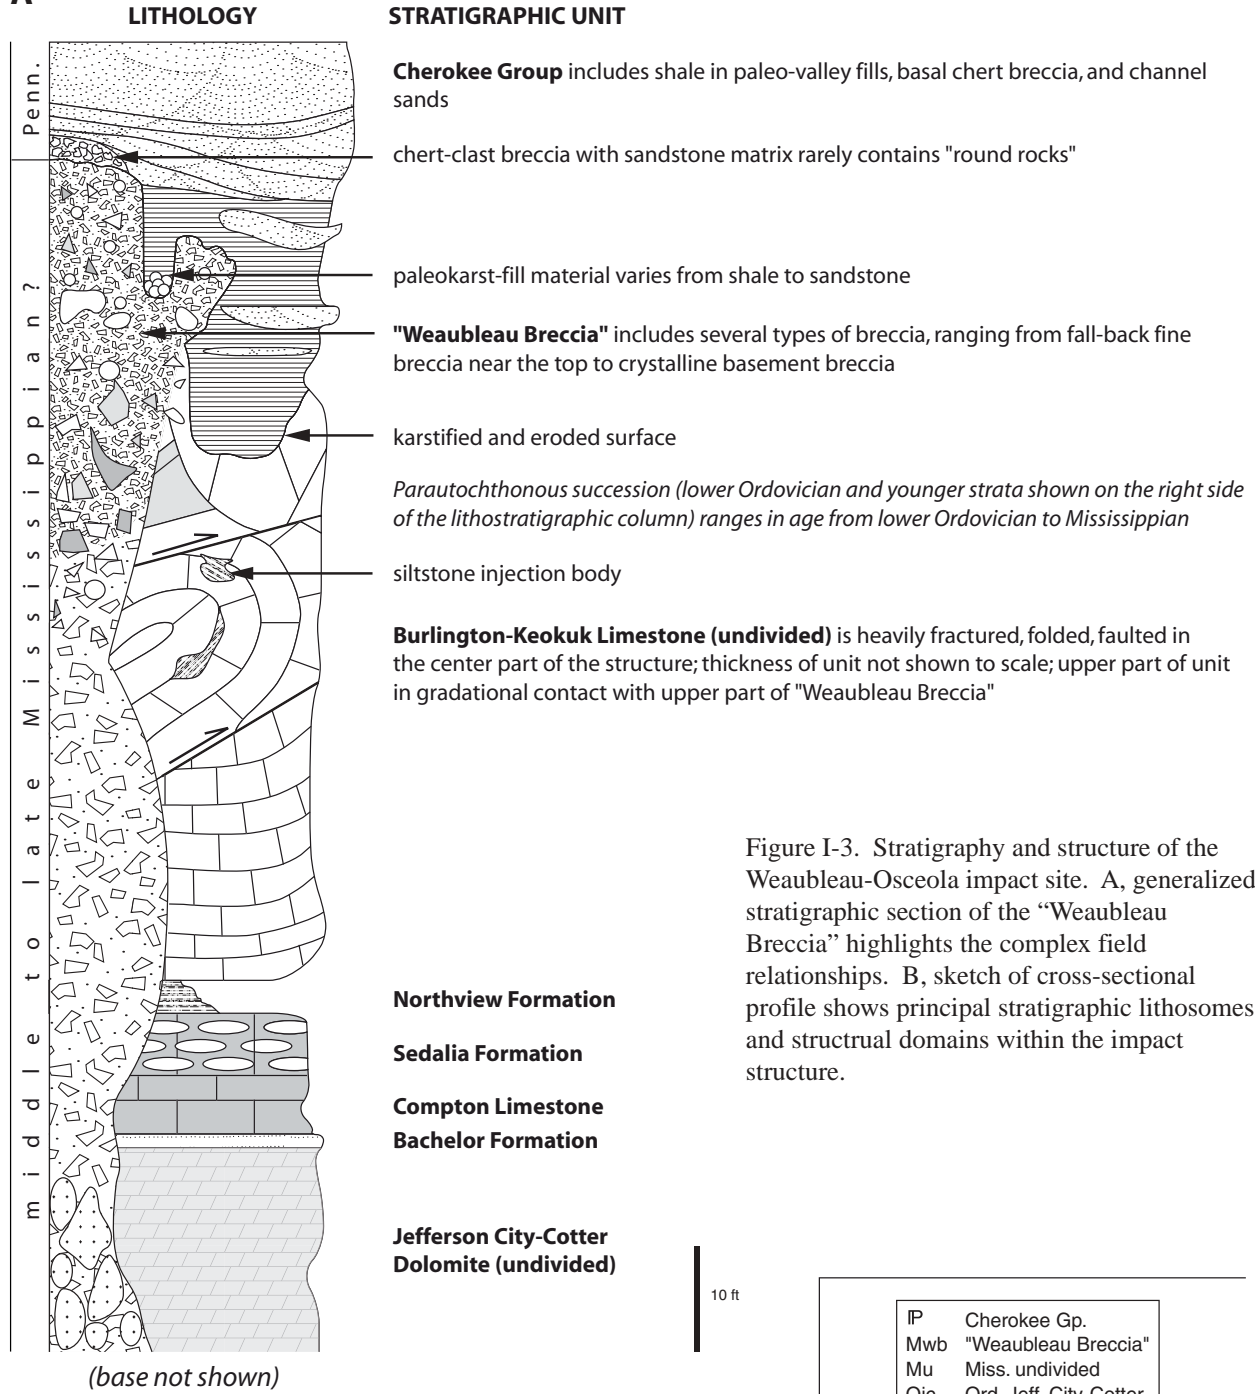 A
LITHOLOGY
STRATIGRAPHIC UNIT
Penn.
middle to late Mississippian?
Cherokee Group includes shale in paleo-valley fills, basal chert breccia, and channel
sands
chert-clast breccia with sandstone matrix rarely contains "round rocks"
paleokarst-fill material varies from shale to sandstone
"Weaubleau Breccia" includes several types of breccia, ranging from fall-back fine
breccia near the top to crystalline basement breccia
karstified and eroded surface
Parautochthonous succession (lower Ordovician and younger strata shown on the right side
of the lithostratigraphic column) ranges in age from lower Ordovician to Mississippian
siltstone injection body
Burlington-Keokuk Limestone (undivided) is heavily fractured, folded, faulted in
the center part of the structure; thickness of unit not shown to scale; upper part of unit
in gradational contact with upper part of "Weaubleau Breccia"
Figure I-3. Stratigraphy and structure of the
Weaubleau-Osceola impact site. A, generalized
stratigraphic section of the “Weaubleau
Breccia” highlights the complex field
relationships. B, sketch of cross-sectional
profile shows principal stratigraphic lithosomes
and structrual domains within the impact
structure.
Northview Formation
Sedalia Formation
Compton Limestone
Bachelor Formation
Jefferson City-Cotter
Dolomite (undivided)
10 ft
(base not shown)
ℙ Cherokee Gp.
Mwb "Weaubleau Breccia"
Mu Miss. undivided
Ojc Ord. Jeff. City-Cotter